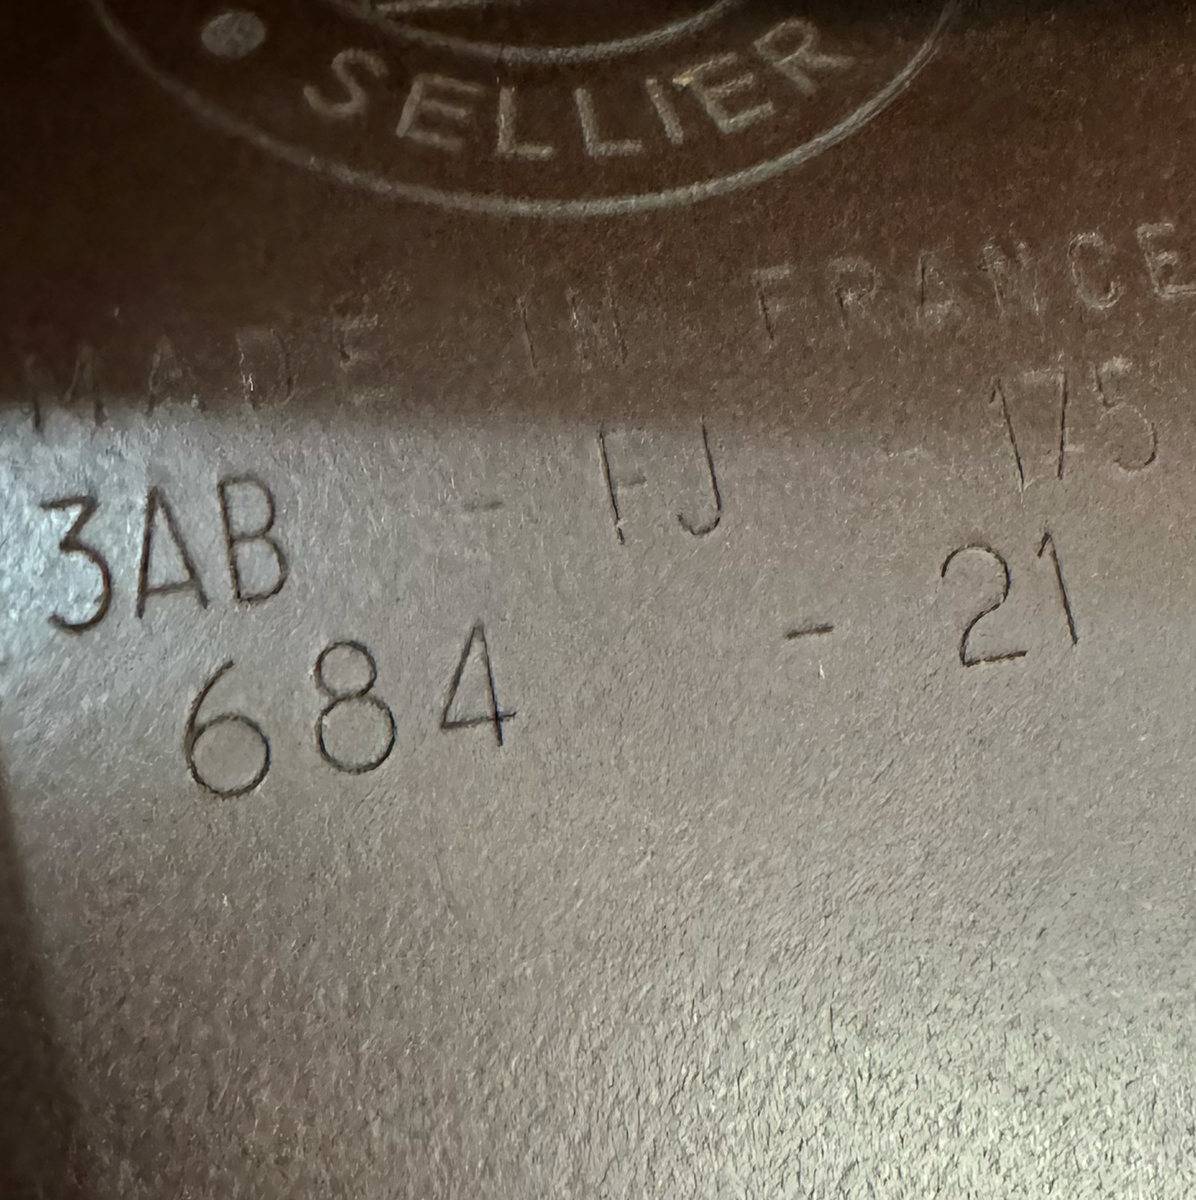 SELLIER
MADE IN FRANCE
3AB - FJ 175
684 - 21